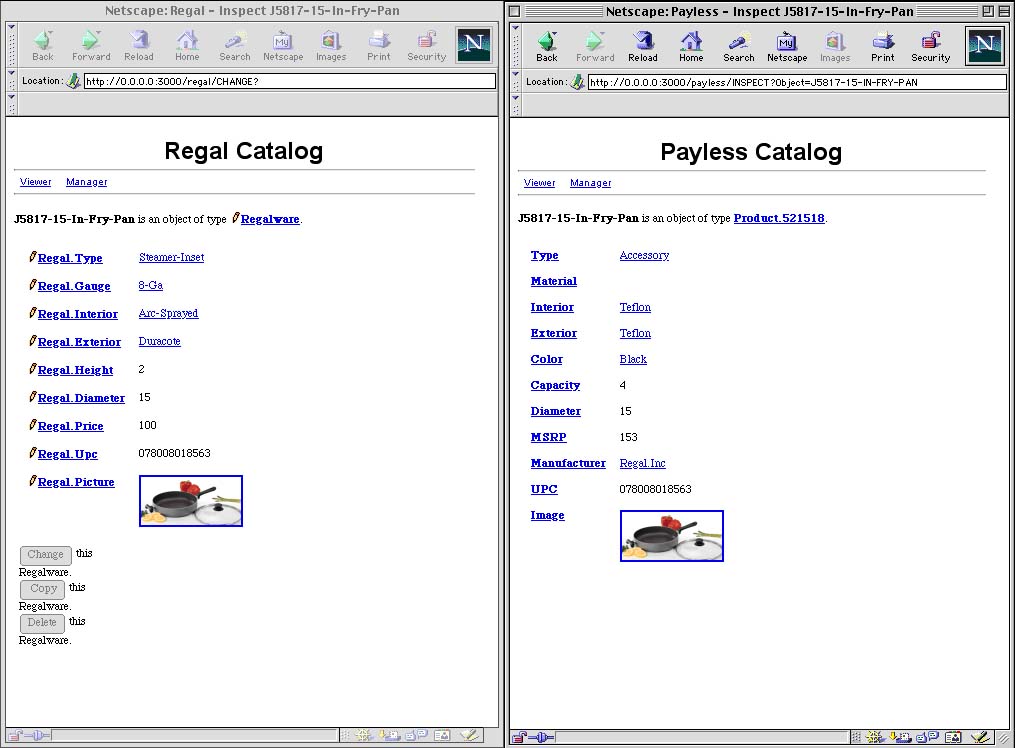 Netscape: Regal - Inspect J5817-15-In-Fry-Pan
Back Forward Reload Home Search Netscape Images Print Security
Location: http://0.0.0.0:3000/regal/CHANGE?
Regal Catalog
Viewer Manager
J5817-15-In-Fry-Pan is an object of type Regalware.
Regal.Type Steamer-Inset
Regal.Gauge 8-Ga
Regal.Interior Arc-Sprayed
Regal.Exterior Duracote
Regal.Height 2
Regal.Diameter 15
Regal.Price 100
Regal.Upc 078008018563
Regal.Picture
Change this
Regalware.
Copy this
Regalware.
Delete this
Regalware.
Netscape: Payless - Inspect J5817-15-In-Fry-Pan
Back Forward Reload Home Search Netscape Images Print Security
Location: http://0.0.0.0:3000/payless/INSPECT?Object=J5817-15-IN-FRY-PAN
Payless Catalog
Viewer Manager
J5817-15-In-Fry-Pan is an object of type Product.521518.
Type Accessory
Material
Interior Teflon
Exterior Teflon
Color Black
Capacity 4
Diameter 15
MSRP 153
Manufacturer Regal.Inc
UPC 078008018563
Image